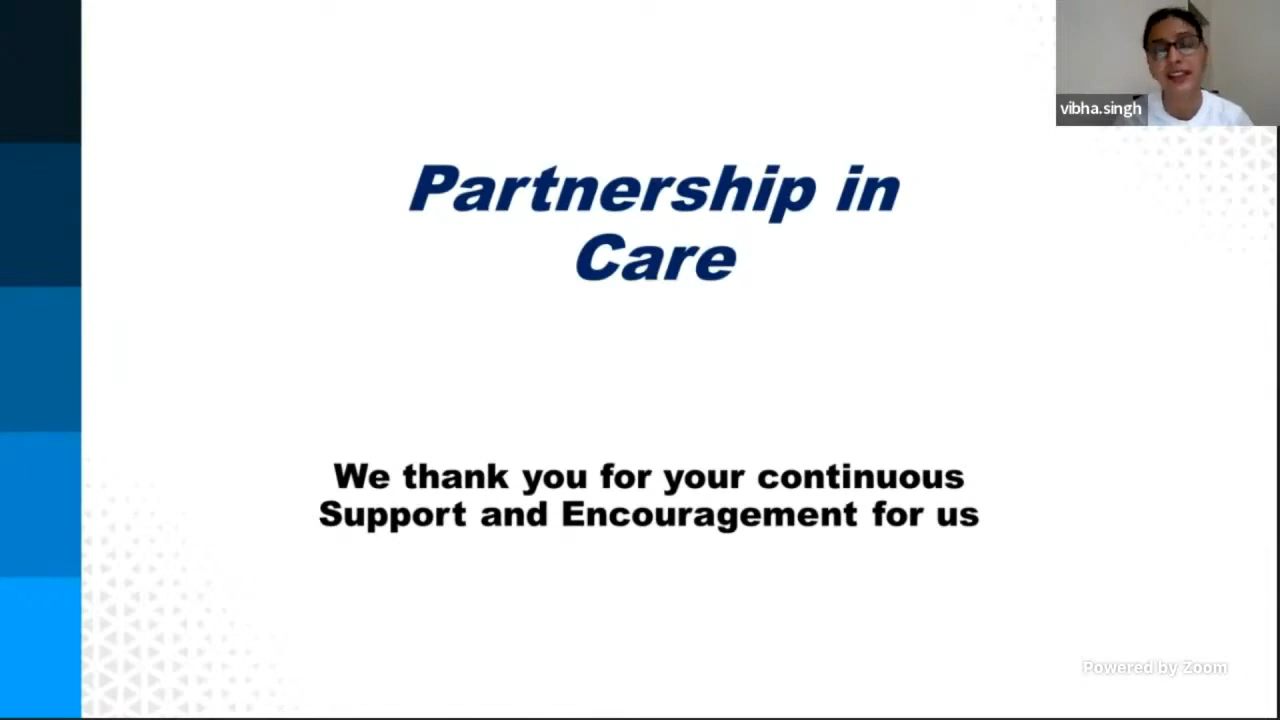 vibha.singh
Partnership in
Care
We thank you for your continuous
Support and Encouragement for us
Powered by Zoom